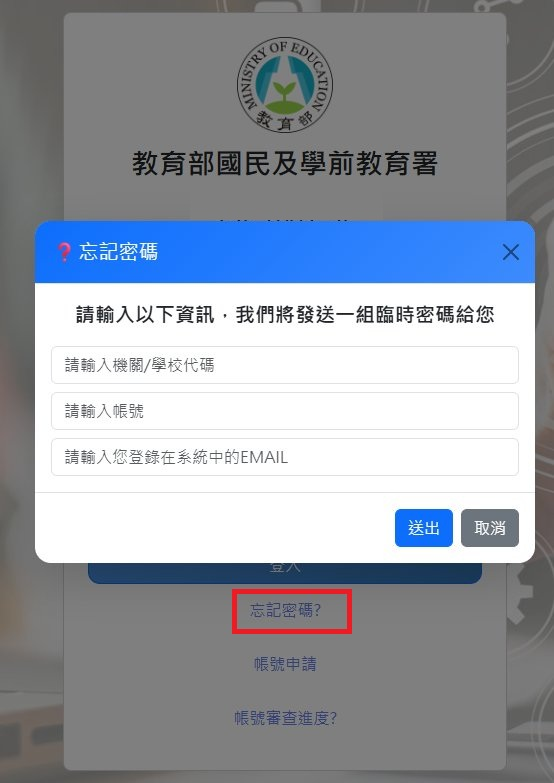 MINISTRY OF EDUCATION
教育部
教育部國民及學前教育署
❓忘記密碼
請輸入以下資訊，我們將發送一組臨時密碼給您
請輸入機關/學校代碼
請輸入帳號
請輸入您登錄在系統中的EMAIL
送出
取消
登入
忘記密碼?
帳號申請
帳號審查進度?